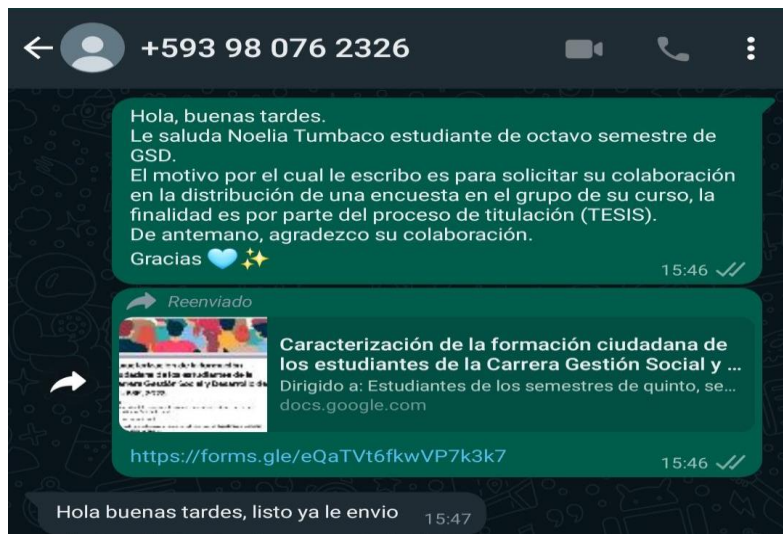 +593 98 076 2326
Hola, buenas tardes.
Le saluda Noelia Tumbaco estudiante de octavo semestre de
GSD.
El motivo por el cual le escribo es para solicitar su colaboración
en la distribución de una encuesta en el grupo de su curso, la
finalidad es por parte del proceso de titulación (TESIS).
De antemano, agradezco su colaboración.
Gracias 🩵✨
15:46
Reenviado
Caracterización de la formación ciudadana de
los estudiantes de la Carrera Gestión Social y ...
Dirigido a: Estudiantes de los semestres de quinto, se...
docs.google.com
https://forms.gle/eQaTVt6fkwVP7k3k7
15:46
Hola buenas tardes, listo ya le envio
15:47